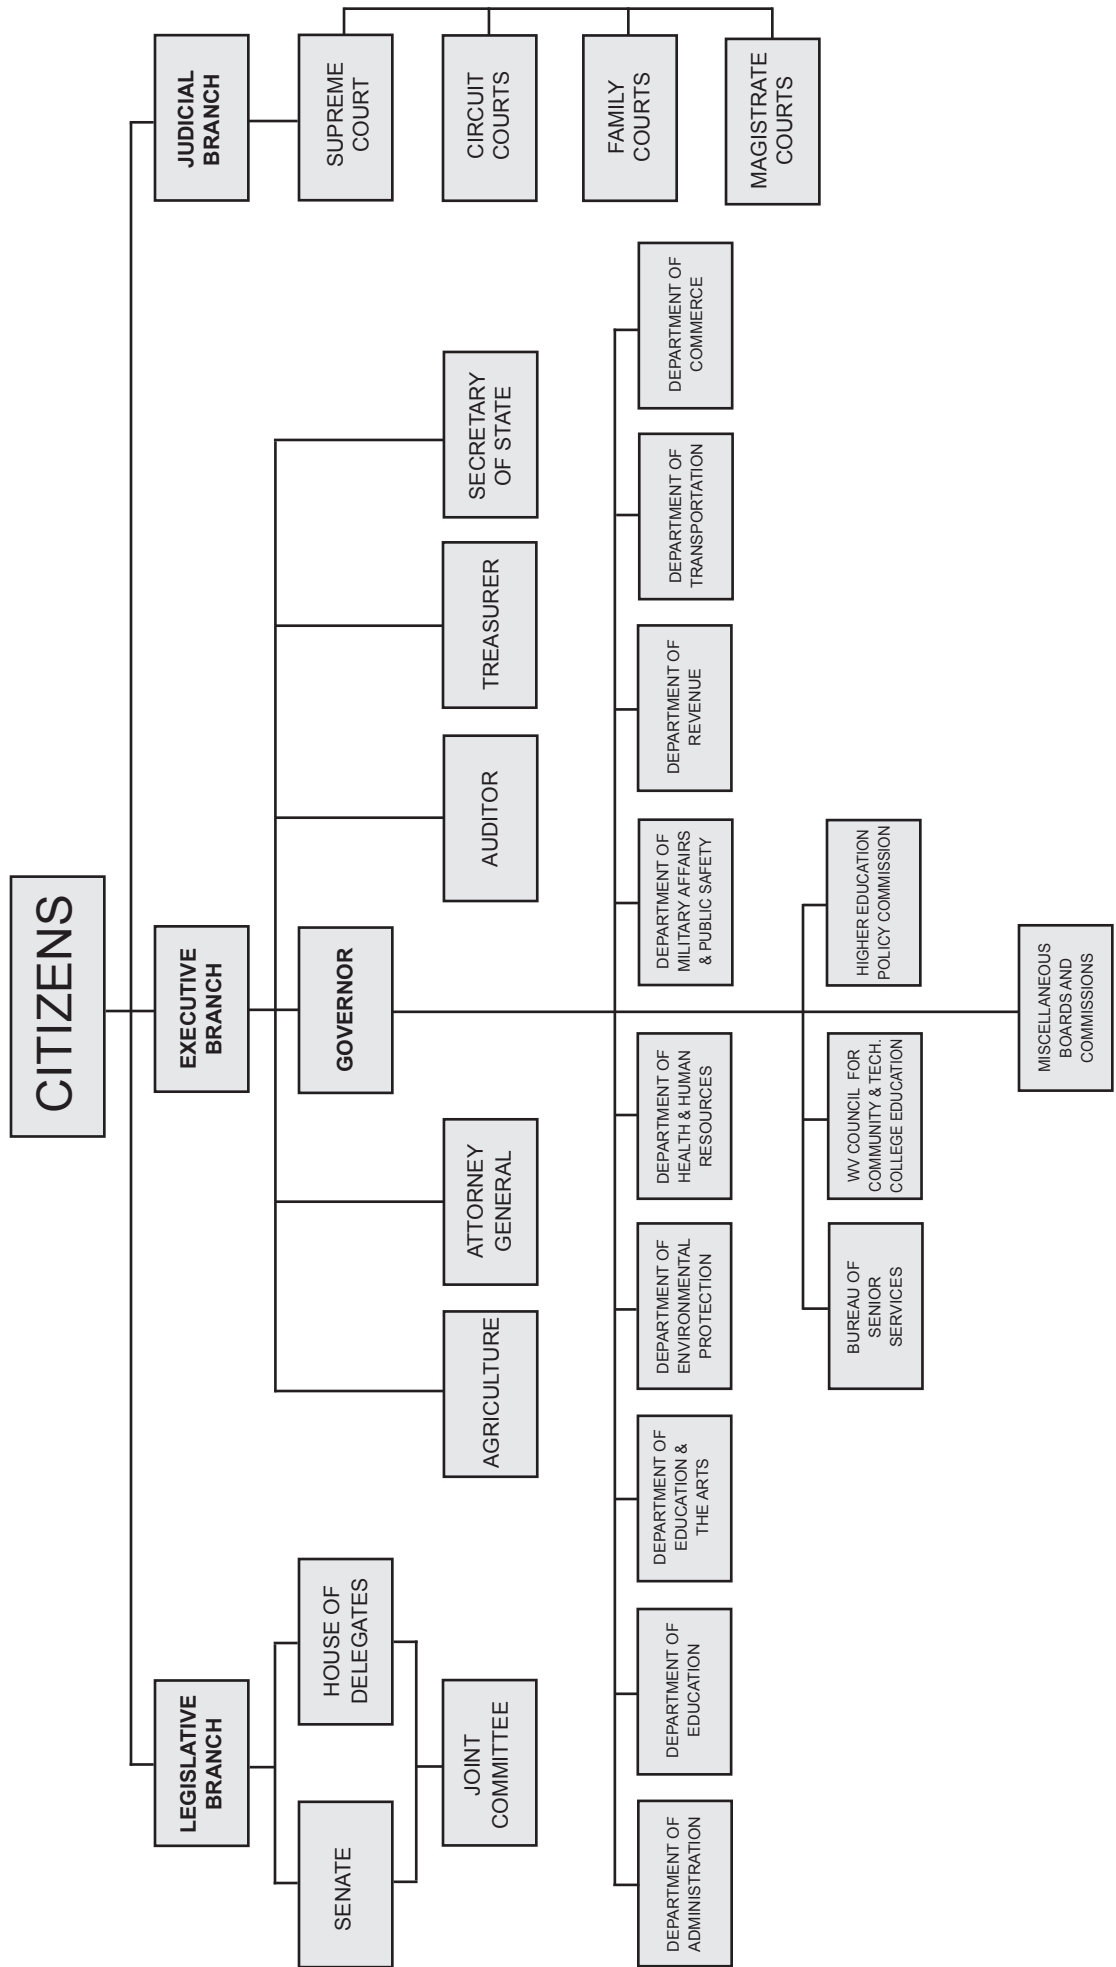 CITIZENS
LEGISLATIVE
BRANCH
EXECUTIVE
BRANCH
JUDICIAL
BRANCH
SENATE
HOUSE OF
DELEGATES
GOVERNOR
SUPREME
COURT
JOINT
COMMITTEE
AGRICULTURE
ATTORNEY
GENERAL
AUDITOR
TREASURER
SECRETARY
OF STATE
CIRCUIT
COURTS
FAMILY
COURTS
MAGISTRATE
COURTS
DEPARTMENT OF
ADMINISTRATION
DEPARTMENT OF
EDUCATION
DEPARTMENT OF
EDUCATION &
THE ARTS
DEPARTMENT OF
ENVIRONMENTAL
PROTECTION
DEPARTMENT OF
HEALTH & HUMAN
RESOURCES
DEPARTMENT OF
MILITARY AFFAIRS
& PUBLIC SAFETY
DEPARTMENT OF
REVENUE
DEPARTMENT OF
TRANSPORTATION
DEPARTMENT OF
COMMERCE
BUREAU OF
SENIOR
SERVICES
WV COUNCIL FOR
COMMUNITY & TECH.
COLLEGE EDUCATION
HIGHER EDUCATION
POLICY COMMISSION
MISCELLANEOUS
BOARDS AND
COMMISSIONS